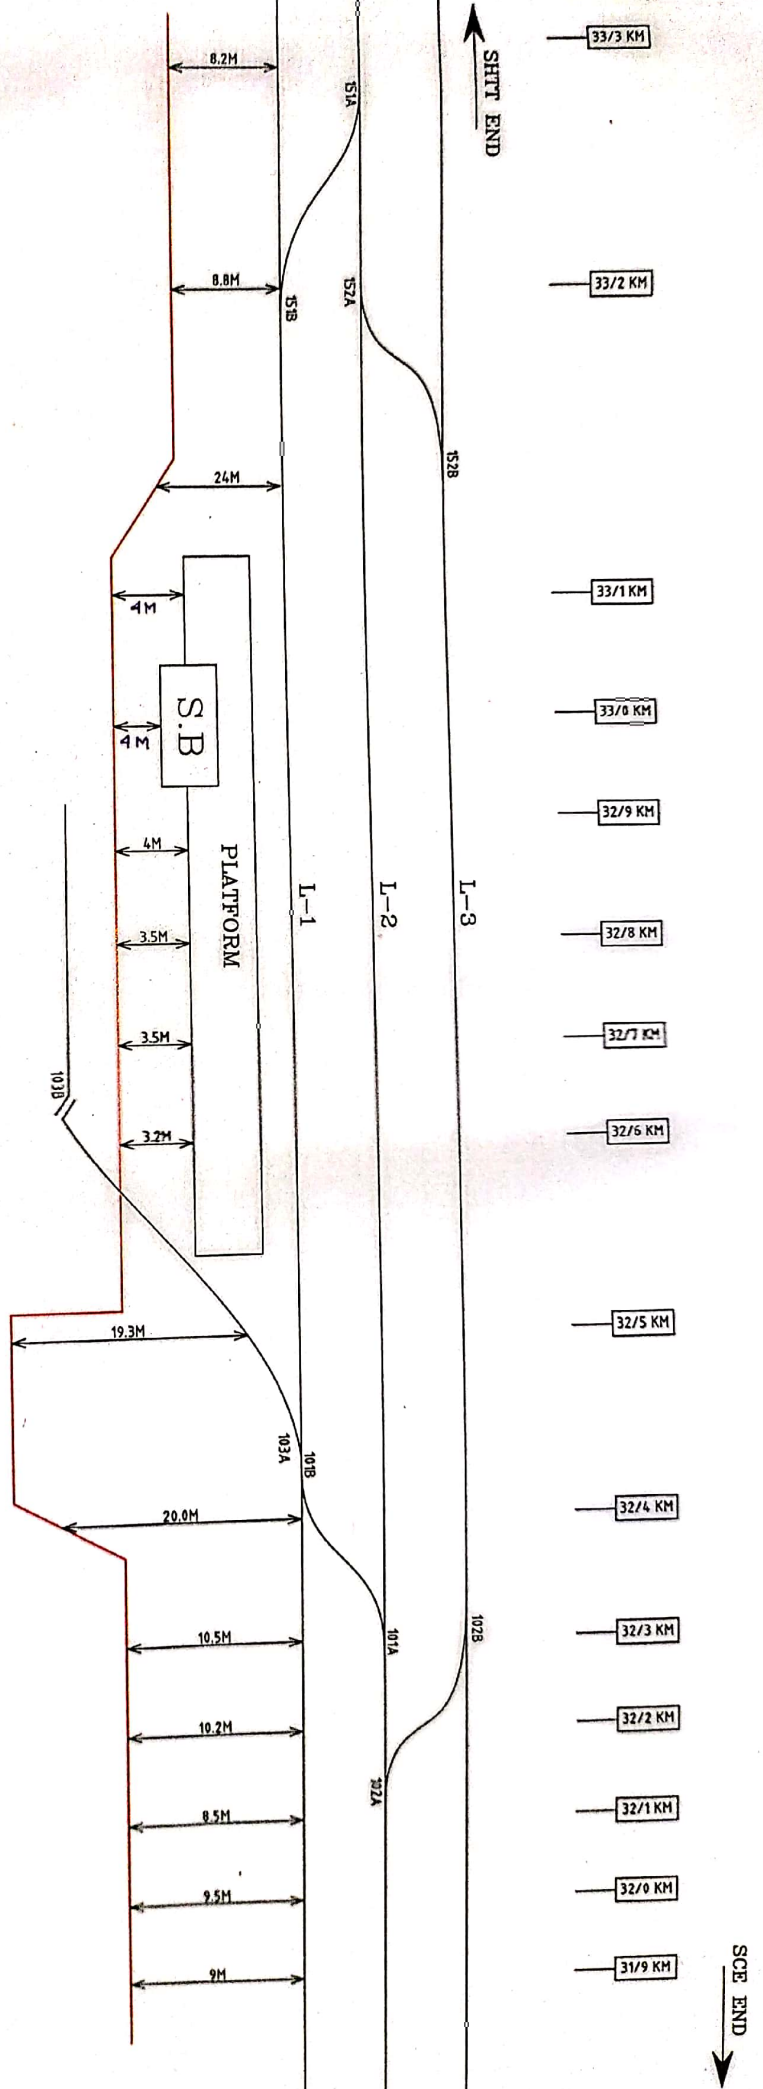 33/3 KM
8.2M
SHTT END
151A
8.8M
151B
152A
33/2 KM
152B
24M
4M
33/1 KM
S.B
4M
33/0 KM
32/9 KM
4M
PLATFORM
L-1
L-2
L-3
3.5M
32/8 KM
3.5M
32/7 KM
103B
3.2M
32/6 KM
19.3M
32/5 KM
103A
101B
20.0M
32/4 KM
10.5M
101A
102B
32/3 KM
10.2M
32/2 KM
102A
8.5M
32/1 KM
9.5M
32/0 KM
9M
31/9 KM
SCE END